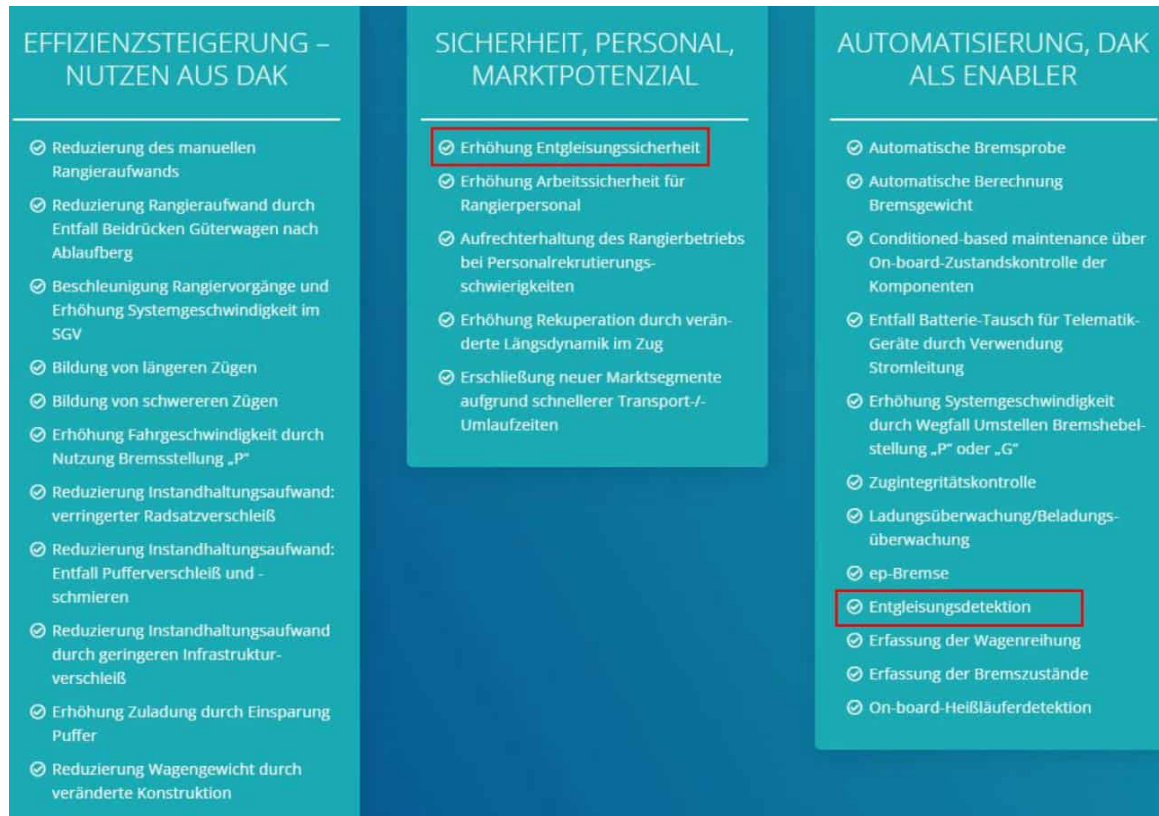 EFFIZIENZSTEIGERUNG –
NUTZEN AUS DAK
Reduzierung des manuellen
Rangieraufwands
Reduzierung Rangieraufwand durch
Entfall Beidrücken Güterwagen nach
Ablaufberg
Beschleunigung Rangiervorgänge und
Erhöhung Systemgeschwindigkeit im
SGV
Bildung von längeren Zügen
Bildung von schwereren Zügen
Erhöhung Fahrgeschwindigkeit durch
Nutzung Bremsstellung „P“
Reduzierung Instandhaltungsaufwand:
verringerter Radsatzverschleiß
Reduzierung Instandhaltungsaufwand:
Entfall Pufferverschleiß und -
schmieren
Reduzierung Instandhaltungsaufwand
durch geringeren Infrastruktur-
verschleiß
Erhöhung Zuladung durch Einsparung
Puffer
Reduzierung Wagengewicht durch
veränderte Konstruktion
SICHERHEIT, PERSONAL,
MARKTPOTENZIAL
Erhöhung Entgleisungssicherheit
Erhöhung Arbeitssicherheit für
Rangierpersonal
Aufrechterhaltung des Rangierbetriebs
bei Personalrekrutierungs-
schwierigkeiten
Erhöhung Rekuperation durch verän-
derte Längsdynamik im Zug
Erschließung neuer Marktsegmente
aufgrund schnellerer Transport-/-
Umlaufzeiten
AUTOMATISIERUNG, DAK
ALS ENABLER
Automatische Bremsprobe
Automatische Berechnung
Bremsgewicht
Conditioned-based maintenance über
On-board-Zustandskontrolle der
Komponenten
Entfall Batterie-Tausch für Telematik-
Geräte durch Verwendung
Stromleitung
Erhöhung Systemgeschwindigkeit
durch Wegfall Umstellen Bremshebel-
stellung „P“ oder „G“
Zugintegritätskontrolle
Ladungsüberwachung/Beladungs-
überwachung
ep-Bremse
Entgleisungsdetektion
Erfassung der Wagenreihung
Erfassung der Bremszustände
On-board-Heißläuferdetektion